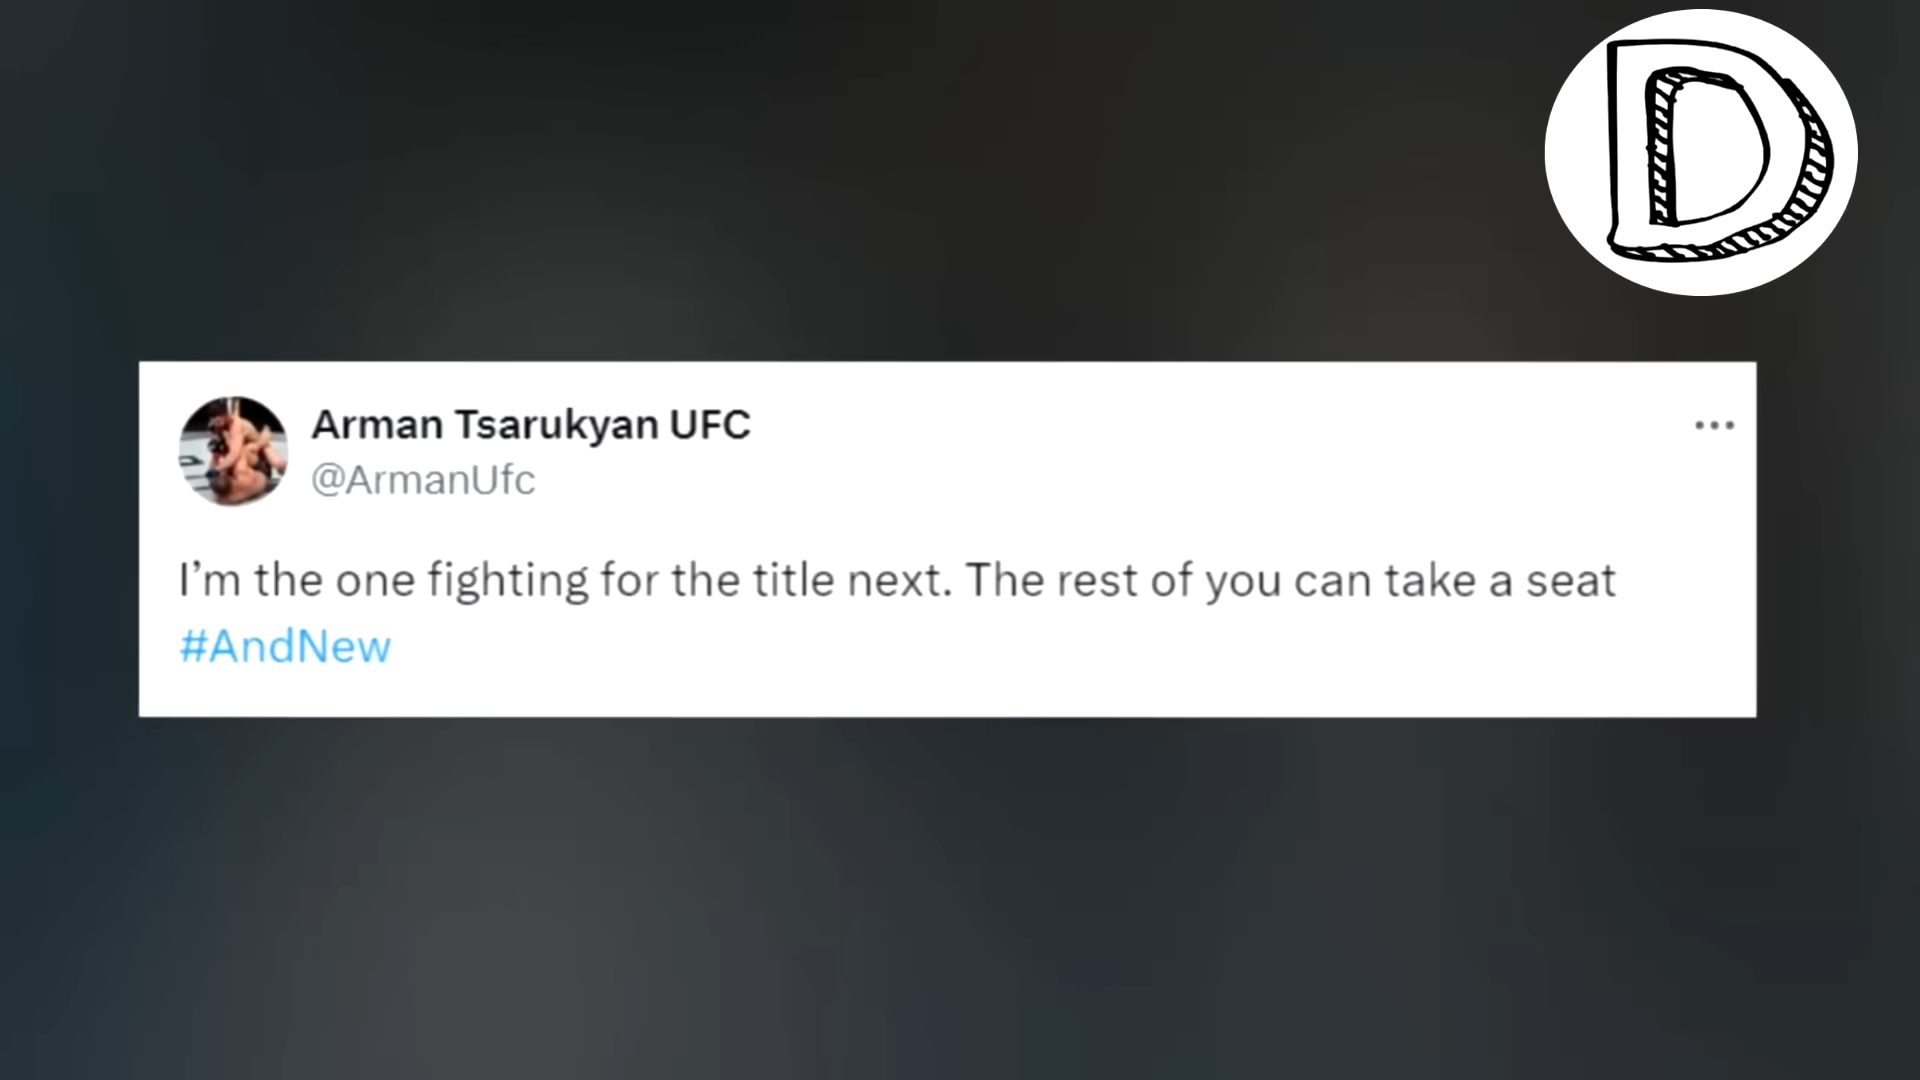 D
Arman Tsarukyan UFC
@ArmanUfc
I’m the one fighting for the title next. The rest of you can take a seat
#AndNew